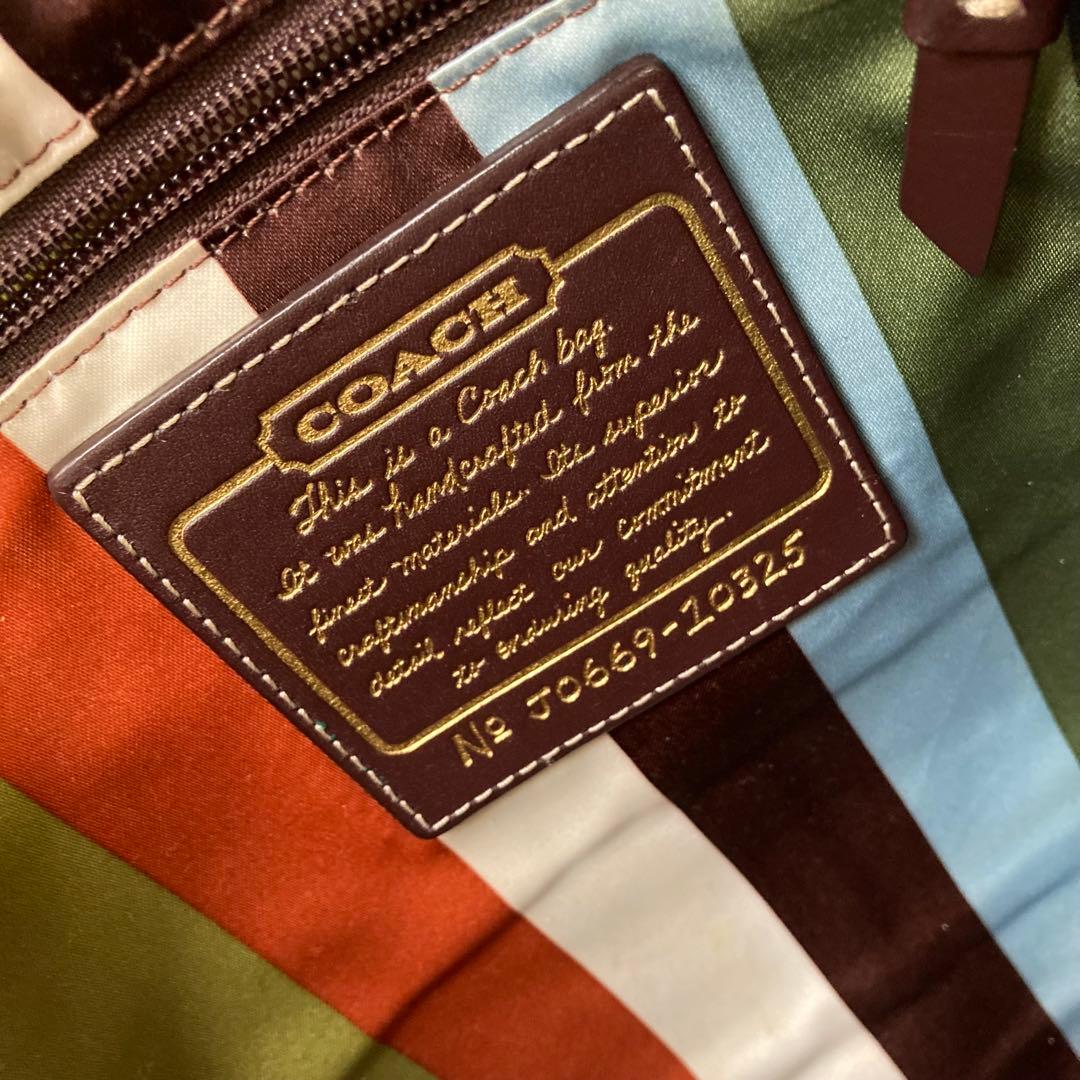 COACH
This is a Coach bag.
It was handcrafted from the
finest materials. Its superior
craftsmanship and attention to
detail reflect our commitment
to enduring quality.
Nº J0669-10325